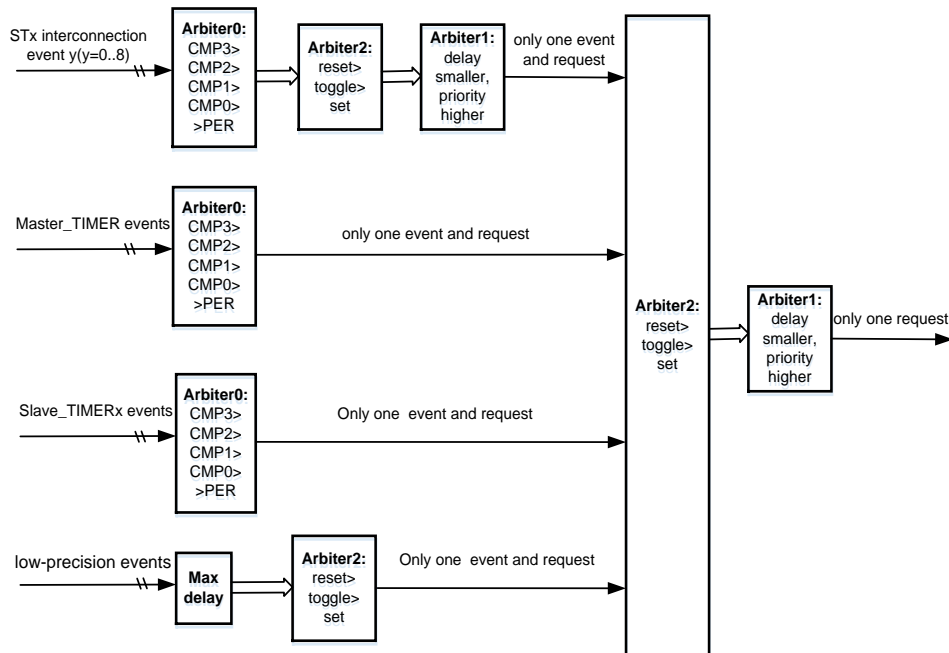 STx interconnection
event y(y=0..8)
Arbiter0:
CMP3>
CMP2>
CMP1>
CMP0>
>PER
Arbiter2:
reset>
toggle>
set
Arbiter1:
delay
smaller,
priority
higher
only one event
and request
Master_TIMER events
Arbiter0:
CMP3>
CMP2>
CMP1>
CMP0>
>PER
only one event and request
Slave_TIMERx events
Arbiter0:
CMP3>
CMP2>
CMP1>
CMP0>
>PER
Only one event and request
low-precision events
Max
delay
Arbiter2:
reset>
toggle>
set
Only one event and request
Arbiter2:
reset>
toggle>
set
Arbiter1:
delay
smaller,
priority
higher
only one request